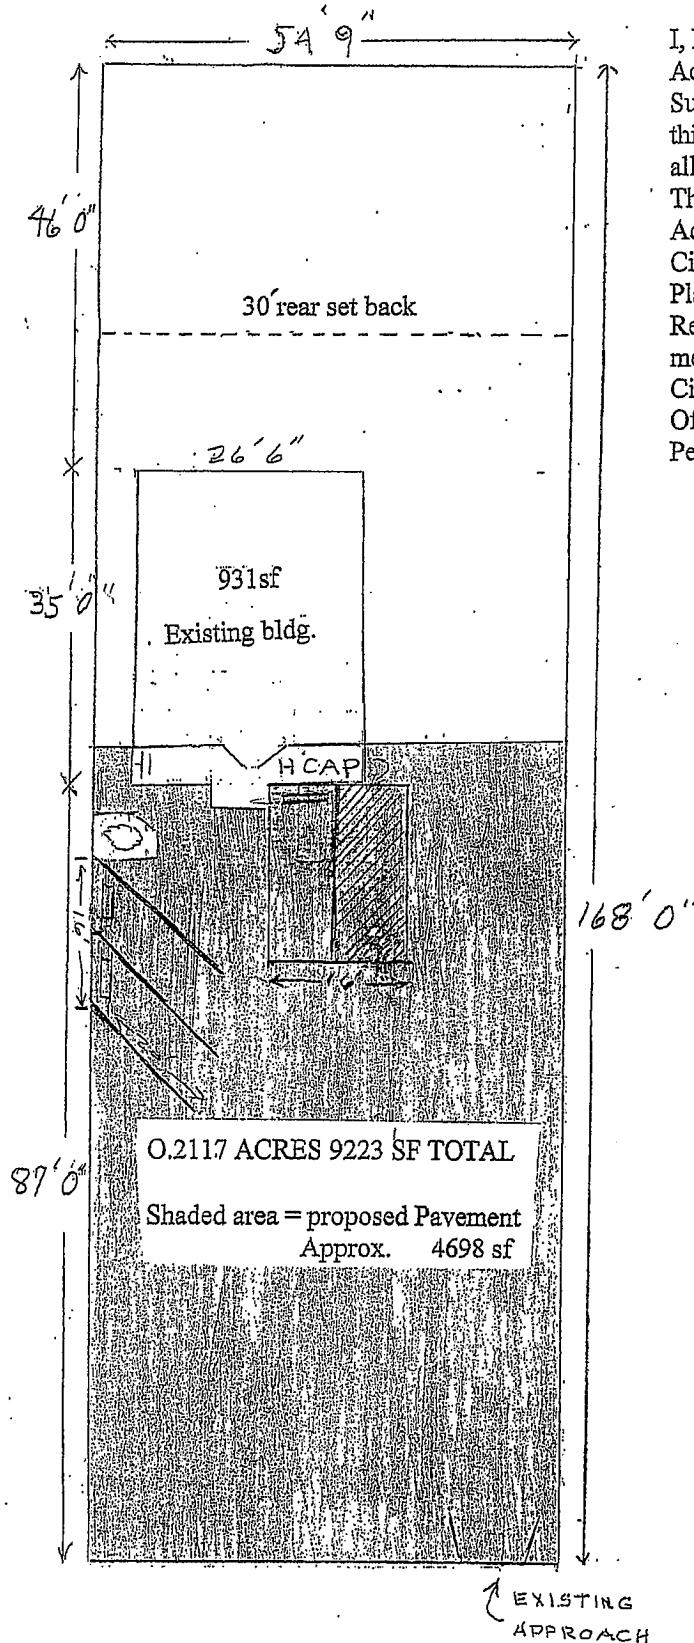 54'9"
I,
Ac
Su
thi
all
Th
Ac
Ci
Pla
Re
me
Ci
Of
Pe
46'0"
30' rear set back
26'6"
931sf
Existing bldg.
35'0"
H'CAP
16'
168'0"
O.2117 ACRES 9223 SF TOTAL
Shaded area = proposed Pavement
Approx. 4698 sf
87'0"
EXISTING
APPROACH